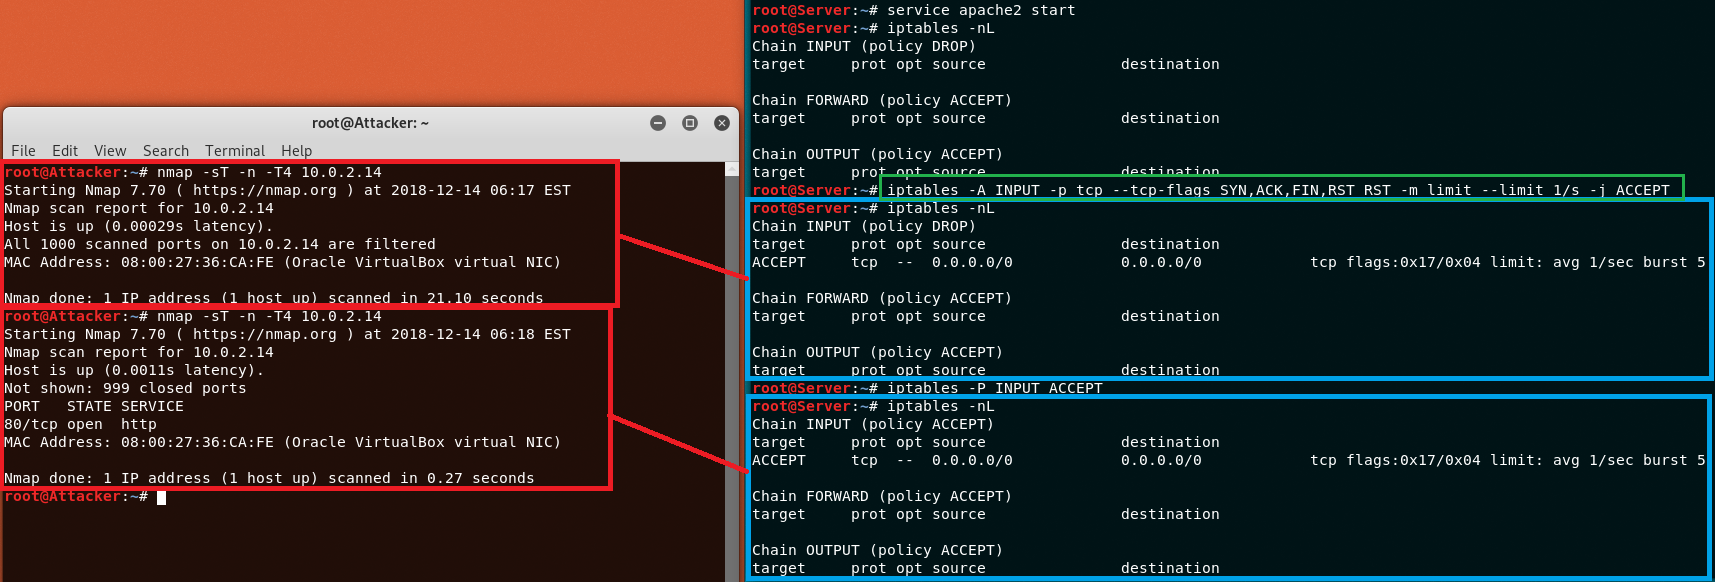 root@Attacker: ~
File Edit View Search Terminal Help
root@Attacker:~# nmap -sT -n -T4 10.0.2.14
Starting Nmap 7.70 ( https://nmap.org ) at 2018-12-14 06:17 EST
Nmap scan report for 10.0.2.14
Host is up (0.00029s latency).
All 1000 scanned ports on 10.0.2.14 are filtered
MAC Address: 08:00:27:36:CA:FE (Oracle VirtualBox virtual NIC)
Nmap done: 1 IP address (1 host up) scanned in 21.10 seconds
root@Attacker:~# nmap -sT -n -T4 10.0.2.14
Starting Nmap 7.70 ( https://nmap.org ) at 2018-12-14 06:18 EST
Nmap scan report for 10.0.2.14
Host is up (0.0011s latency).
Not shown: 999 closed ports
PORT   STATE SERVICE
80/tcp open  http
MAC Address: 08:00:27:36:CA:FE (Oracle VirtualBox virtual NIC)
Nmap done: 1 IP address (1 host up) scanned in 0.27 seconds
root@Attacker:~#
root@Server:~# service apache2 start
root@Server:~# iptables -nL
Chain INPUT (policy DROP)
target     prot opt source               destination
Chain FORWARD (policy ACCEPT)
target     prot opt source               destination
Chain OUTPUT (policy ACCEPT)
target     prot opt source               destination
root@Server:~# iptables -A INPUT -p tcp --tcp-flags SYN,ACK,FIN,RST RST -m limit --limit 1/s -j ACCEPT
root@Server:~# iptables -nL
Chain INPUT (policy DROP)
target     prot opt source               destination
ACCEPT     tcp  --  0.0.0.0/0            0.0.0.0/0            tcp flags:0x17/0x04 limit: avg 1/sec burst 5
Chain FORWARD (policy ACCEPT)
target     prot opt source               destination
Chain OUTPUT (policy ACCEPT)
target     prot opt source               destination
root@Server:~# iptables -P INPUT ACCEPT
root@Server:~# iptables -nL
Chain INPUT (policy ACCEPT)
target     prot opt source               destination
ACCEPT     tcp  --  0.0.0.0/0            0.0.0.0/0            tcp flags:0x17/0x04 limit: avg 1/sec burst 5
Chain FORWARD (policy ACCEPT)
target     prot opt source               destination
Chain OUTPUT (policy ACCEPT)
target     prot opt source               destination